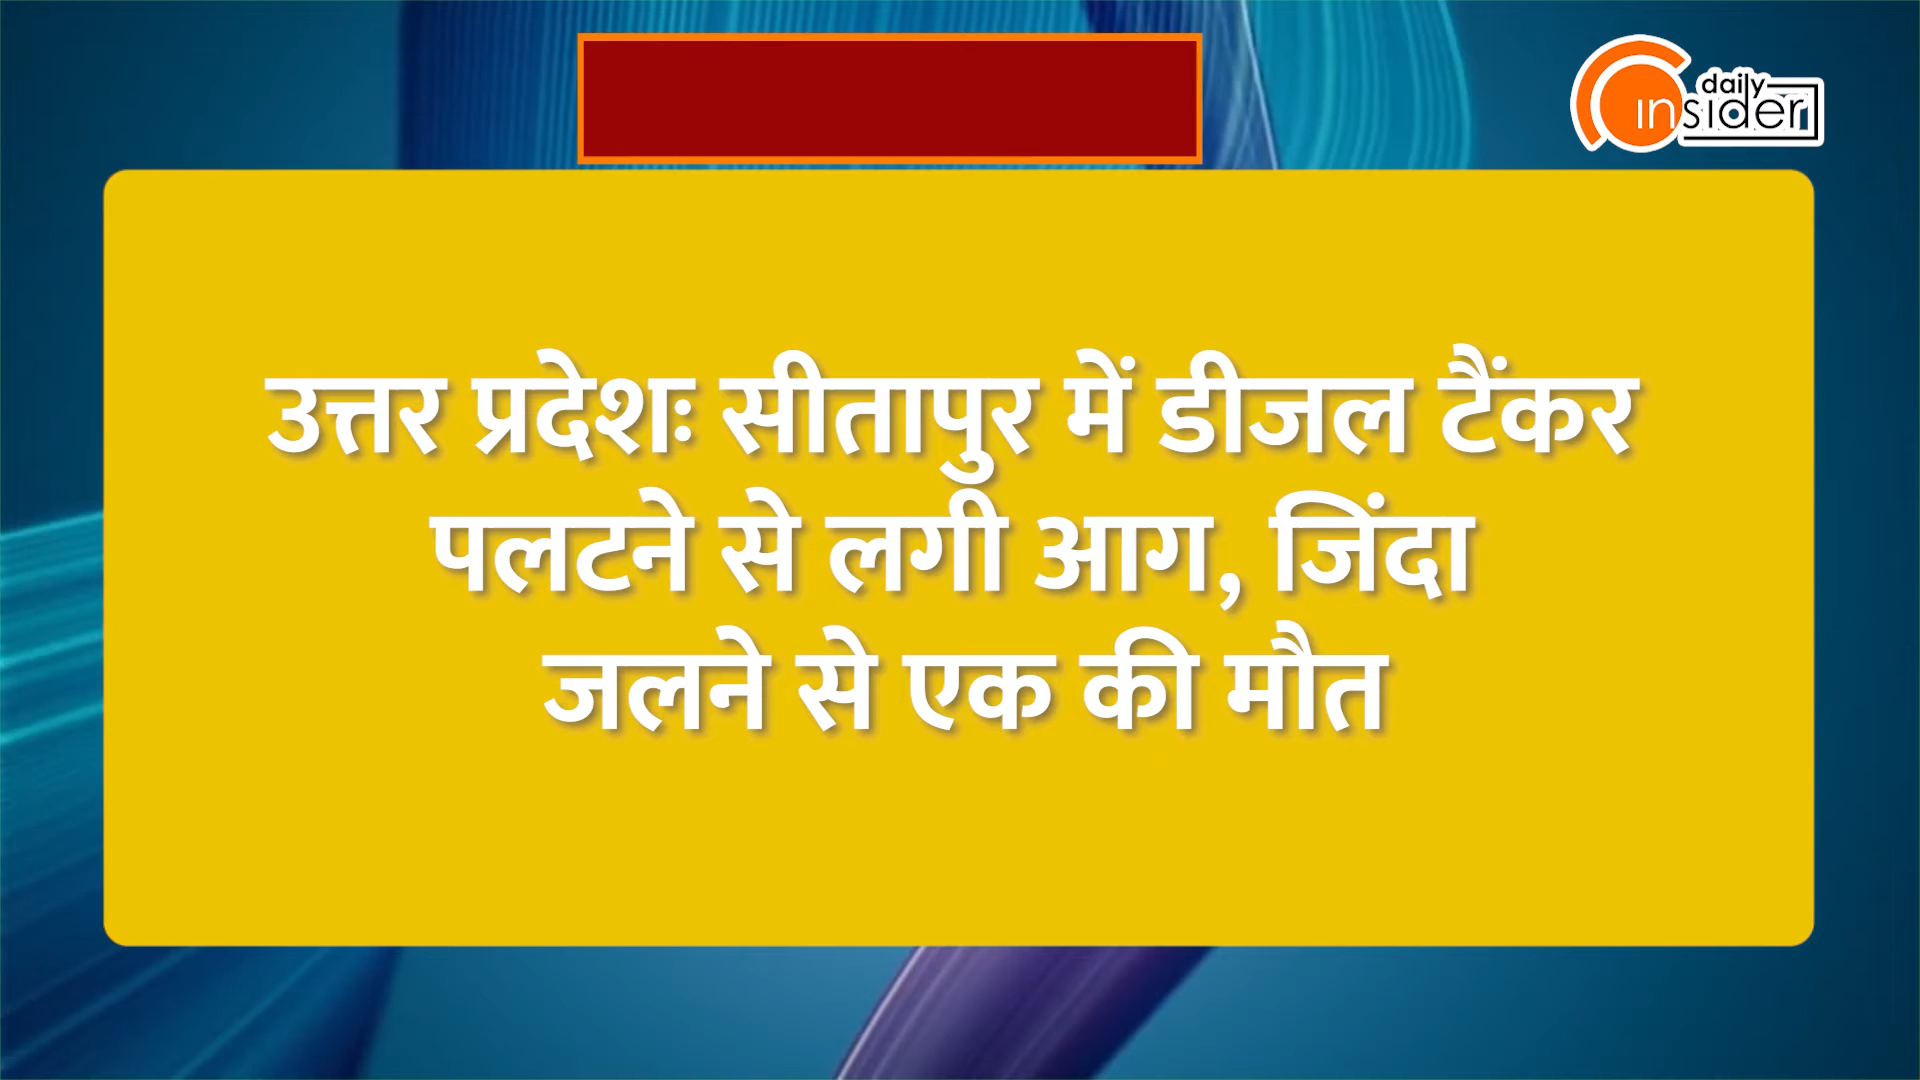 daily
insider
उत्तर प्रदेशः सीतापुर में डीजल टैंकर
पलटने से लगी आग, जिंदा
जलने से एक की मौत